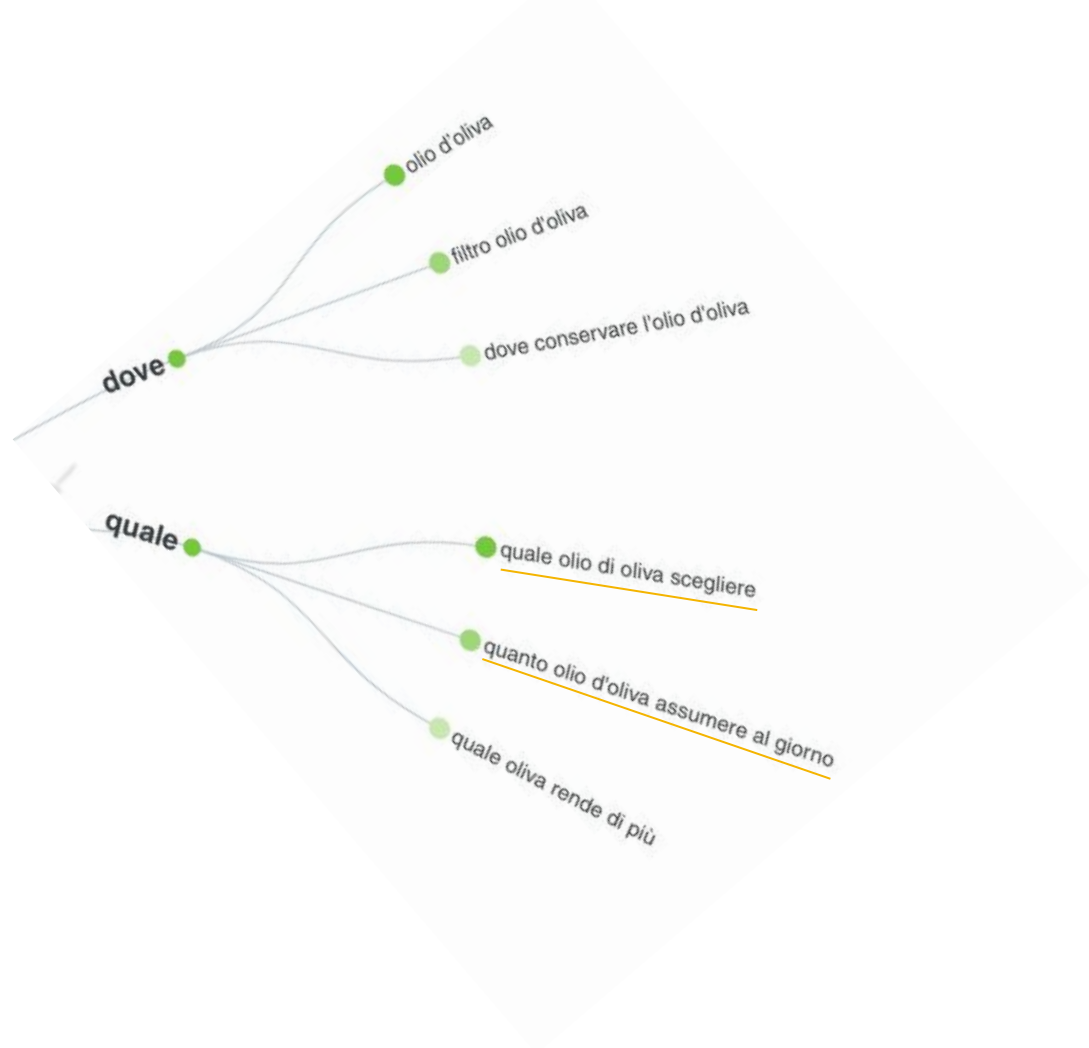 dove
olio d'oliva
filtro olio d'oliva
dove conservare l'olio d'oliva
quale
quale olio di oliva scegliere
quanto olio d'oliva assumere al giorno
quale oliva rende di più